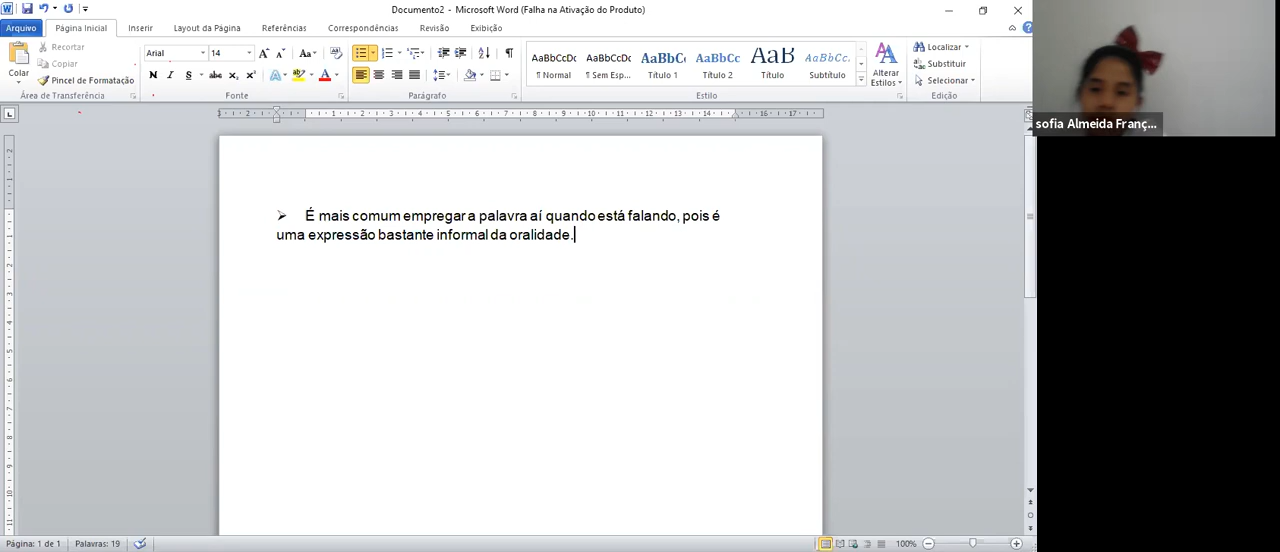 Documento2 - Microsoft Word (Falha na Ativação do Produto)
Arquivo Página Inicial Inserir Layout da Página Referências Correspondências Revisão Exibição
Colar
Recortar
Copiar
Pincel de Formatação
Área de Transferência
Arial 14
N I S abc x₂ x²
Fonte
Parágrafo
AaBbCcDc AaBbCcDc AaBbC( AaBbCc AaB AaBbCc.
¶ Normal ¶ Sem Esp... Título 1 Título 2 Título Subtítulo
Estilo
Alterar
Estilos
Localizar
Substituir
Selecionar
Edição
sofia Almeida Franç...
➢ É mais comum empregar a palavra aí quando está falando, pois é
uma expressão bastante informal da oralidade.
Página: 1 de 1 Palavras: 19 100%